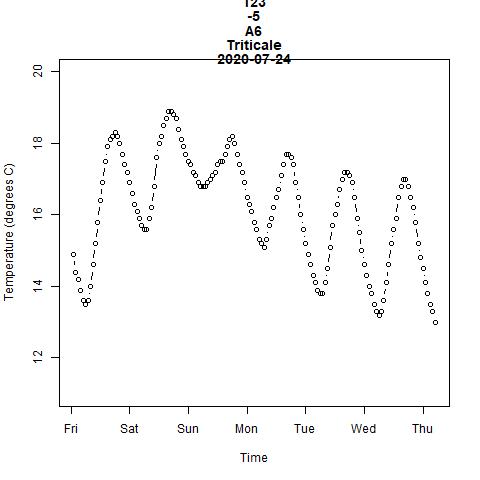 123
-5
A6
Triticale
2020-07-24
Temperature (degrees C)
20
18
16
14
12
Fri Sat Sun Mon Tue Wed Thu
Time